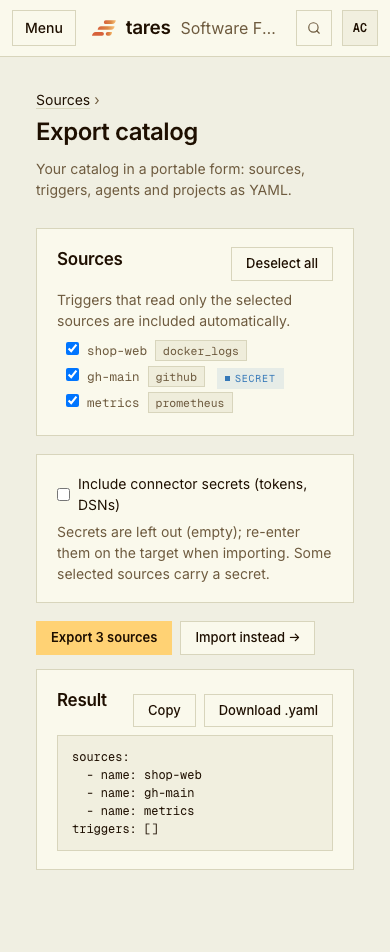 Menu
tares
Software F...
AC
Sources ›
Export catalog
Your catalog in a portable form: sources,
triggers, agents and projects as YAML.
Sources
Deselect all
Triggers that read only the selected
sources are included automatically.
shop-web docker_logs
gh-main github SECRET
metrics prometheus
Include connector secrets (tokens,
DSNs)
Secrets are left out (empty); re-enter
them on the target when importing. Some
selected sources carry a secret.
Export 3 sources
Import instead →
Result
Copy
Download .yaml
sources:
  - name: shop-web
  - name: gh-main
  - name: metrics
triggers: []